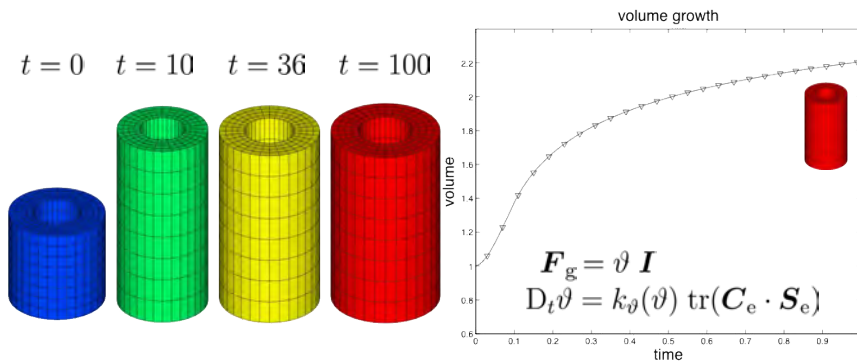 volume growth
t = 0 t = 10 t = 36 t = 100
2.2
2
1.8
1.6
1.4
1.2
1
0.8
0.6
volume
F_g = ϑ I
D_t ϑ = k_ϑ(ϑ) tr(C_e · S_e)
0 0.1 0.2 0.3 0.4 0.5 0.6 0.7 0.8 0.9
time